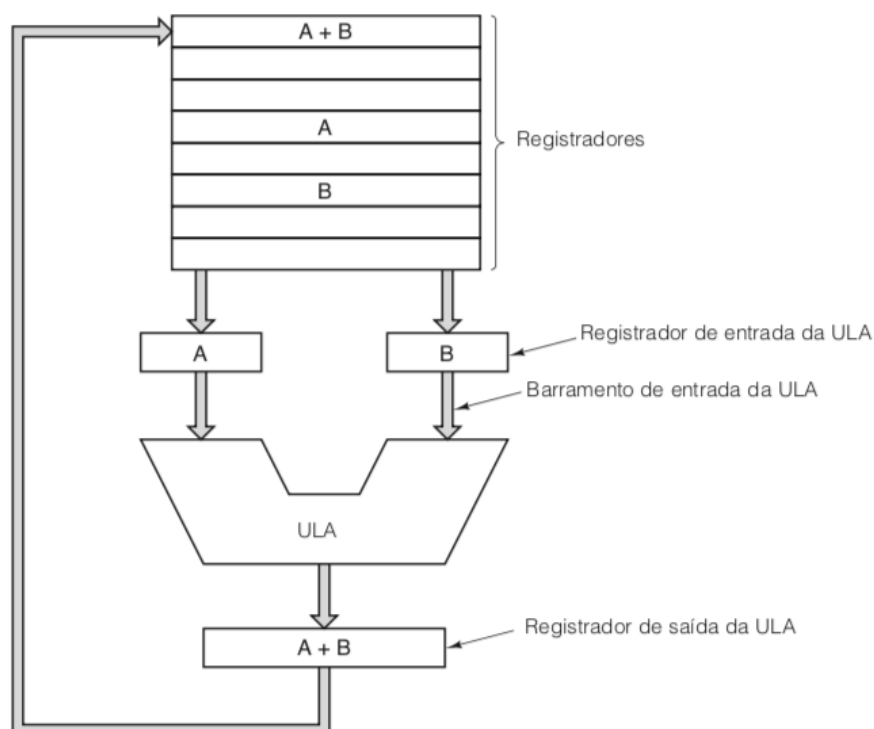 A + B
A
Registradores
B
Registrador de entrada da ULA
A
B
Barramento de entrada da ULA
ULA
Registrador de saída da ULA
A + B